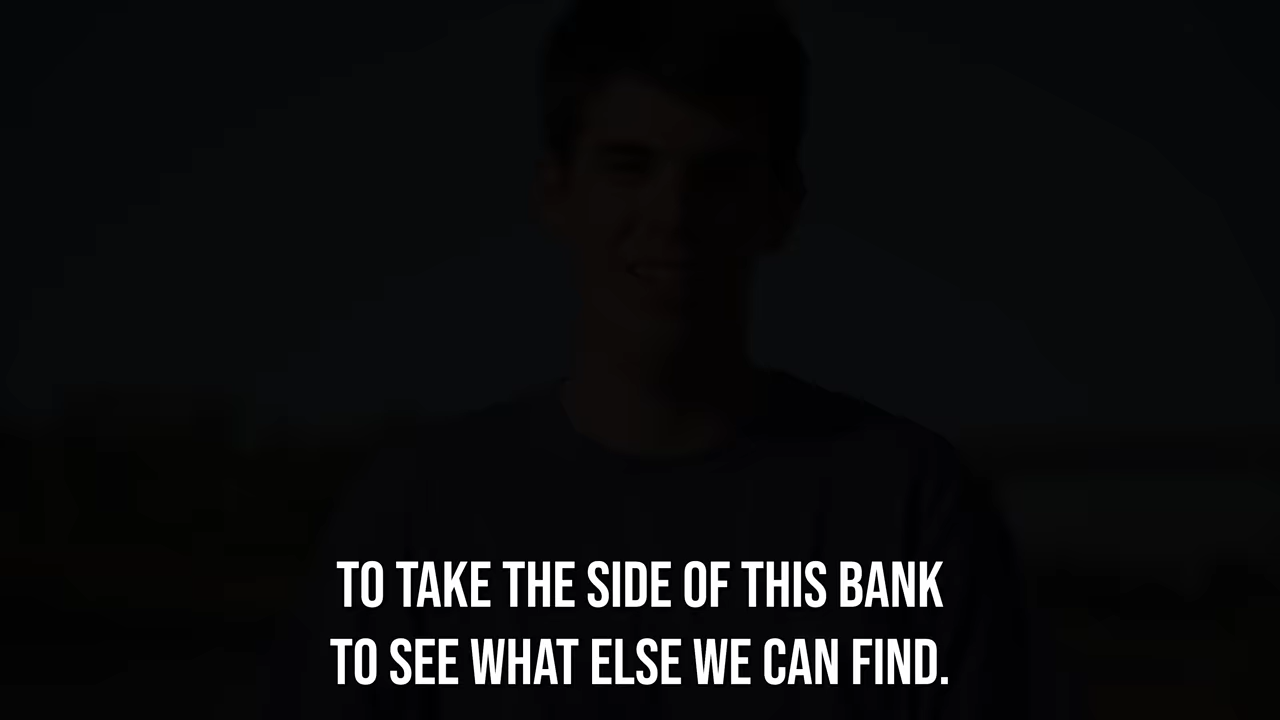 TO TAKE THE SIDE OF THIS BANK
TO SEE WHAT ELSE WE CAN FIND.